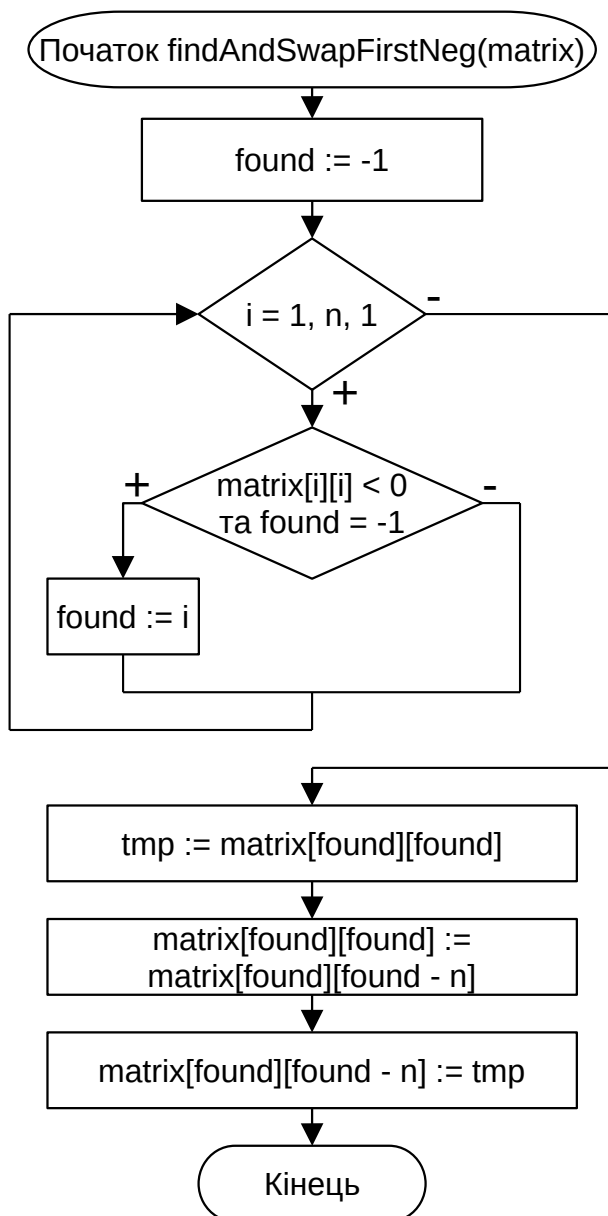 Початок findAndSwapFirstNeg(matrix)
found := -1
i = 1, n, 1
-
+
+
matrix[i][i] < 0
та found = -1
-
found := i
tmp := matrix[found][found]
matrix[found][found] :=
matrix[found][found - n]
matrix[found][found - n] := tmp
Кінець